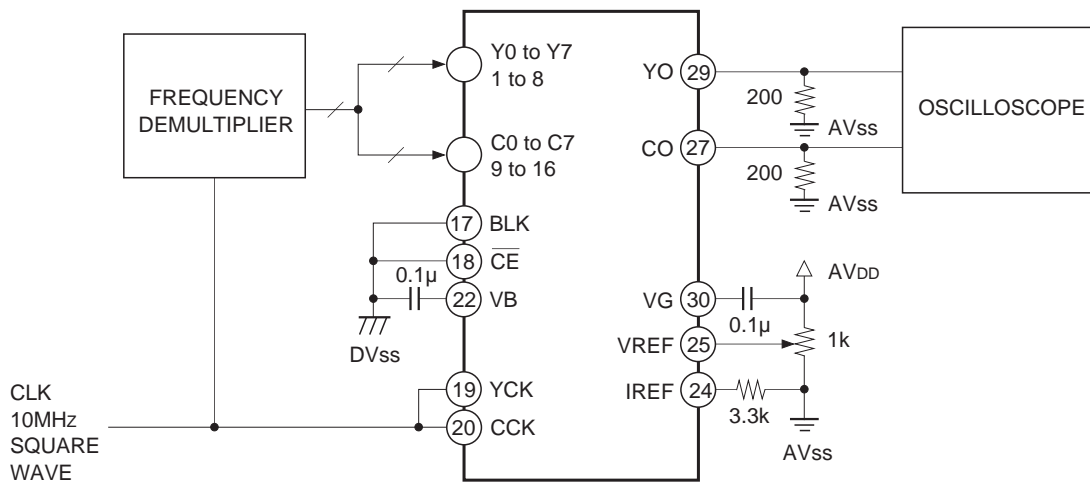 FREQUENCY
DEMULTIPLIER
Y0 to Y7
1 to 8
C0 to C7
9 to 16
17 BLK
18 CE
0.1µ
22 VB
DVss
19 YCK
20 CCK
CLK
10MHz
SQUARE
WAVE
YO 29
200
AVss
CO 27
200
AVss
OSCILLOSCOPE
AVDD
VG 30
0.1µ
1k
VREF 25
IREF 24
3.3k
AVss